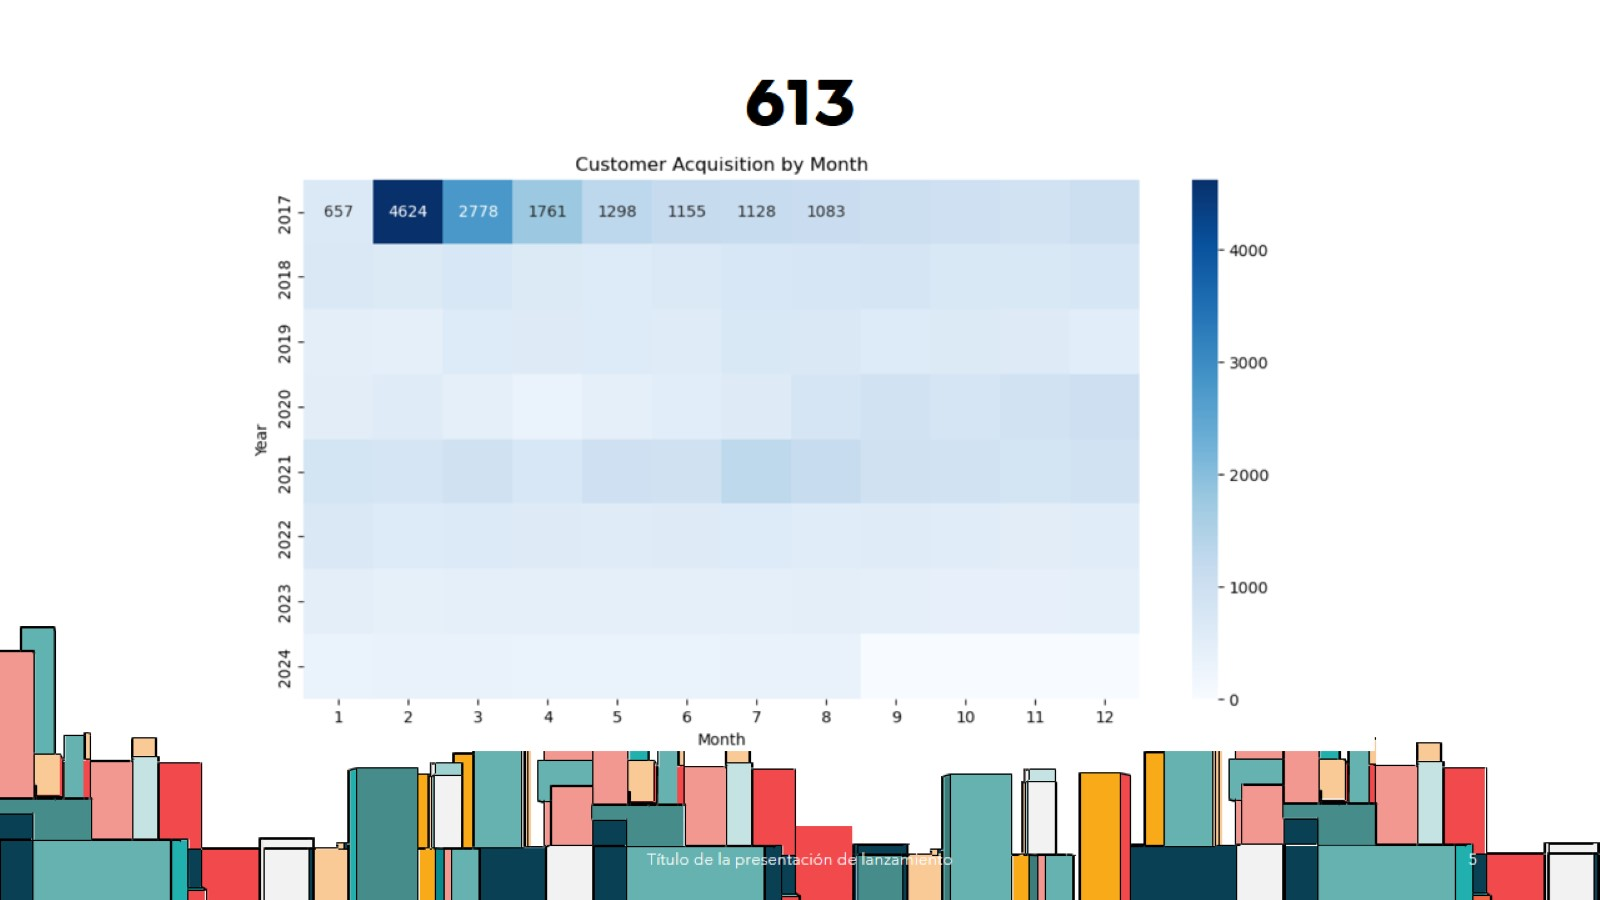 613
Customer Acquisition by Month
2017 657 4624 2778 1761 1298 1155 1128 1083
2018
2019
2020
2021
2022
2023
2024
Year
1 2 3 4 5 6 7 8 9 10 11 12
Month
4000
3000
2000
1000
0
Título de la presentación de lanzamiento
5